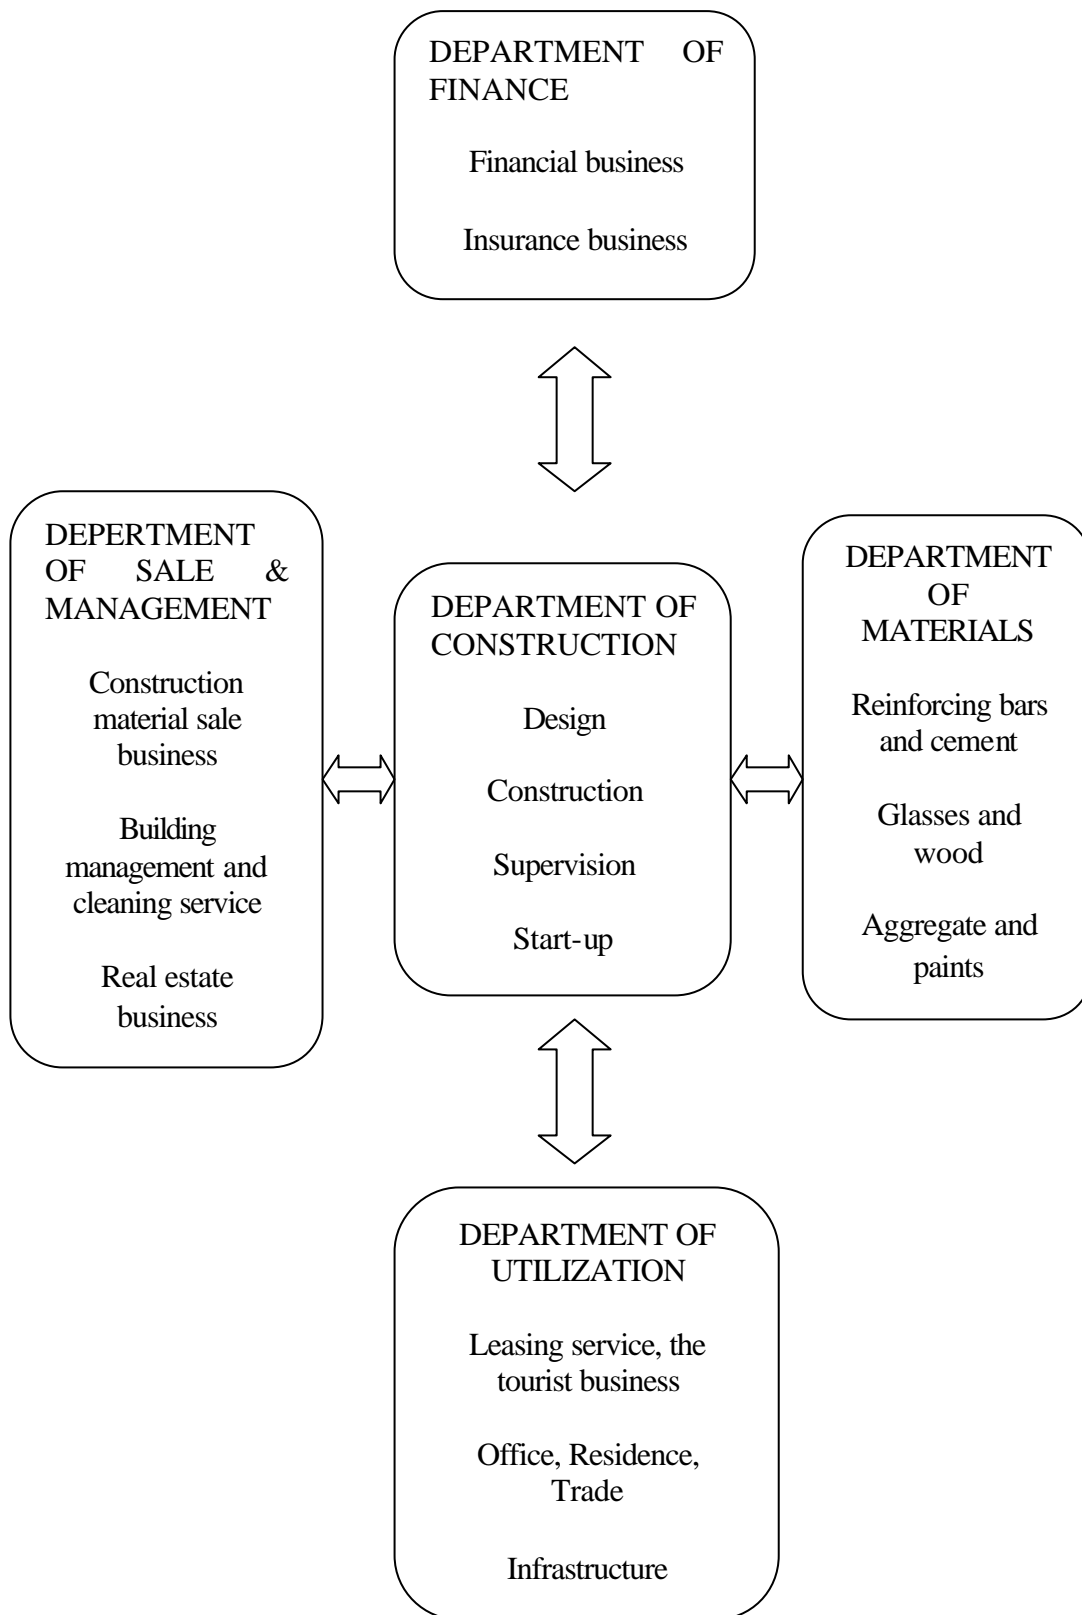 DEPARTMENT OF
FINANCE
Financial business
Insurance business
DEPERTMENT
OF SALE &
MANAGEMENT
Construction
material sale
business
Building
management and
cleaning service
Real estate
business
DEPARTMENT OF
CONSTRUCTION
Design
Construction
Supervision
Start-up
DEPARTMENT
OF
MATERIALS
Reinforcing bars
and cement
Glasses and
wood
Aggregate and
paints
DEPARTMENT OF
UTILIZATION
Leasing service, the
tourist business
Office, Residence,
Trade
Infrastructure